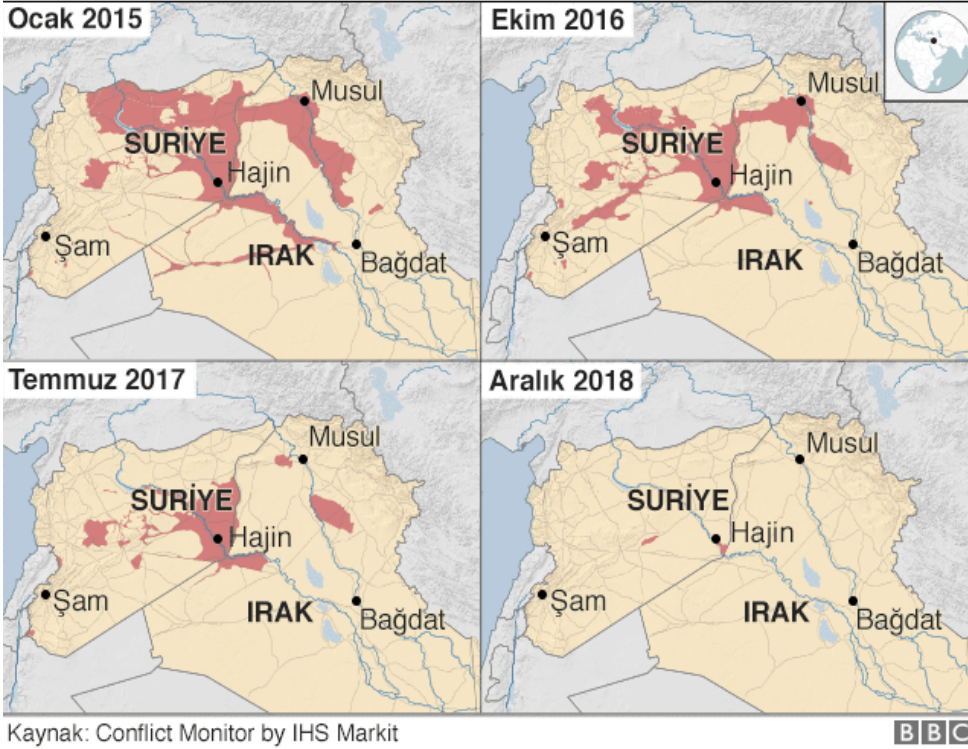 Ocak 2015
Musul
SURİYE
Hajin
Şam
IRAK
Bağdat
Ekim 2016
Musul
SURİYE
Hajin
Şam
IRAK
Bağdat
Temmuz 2017
Musul
SURİYE
Hajin
Şam
IRAK
Bağdat
Aralık 2018
Musul
SURİYE
Hajin
Şam
IRAK
Bağdat
Kaynak: Conflict Monitor by IHS Markit
BBC